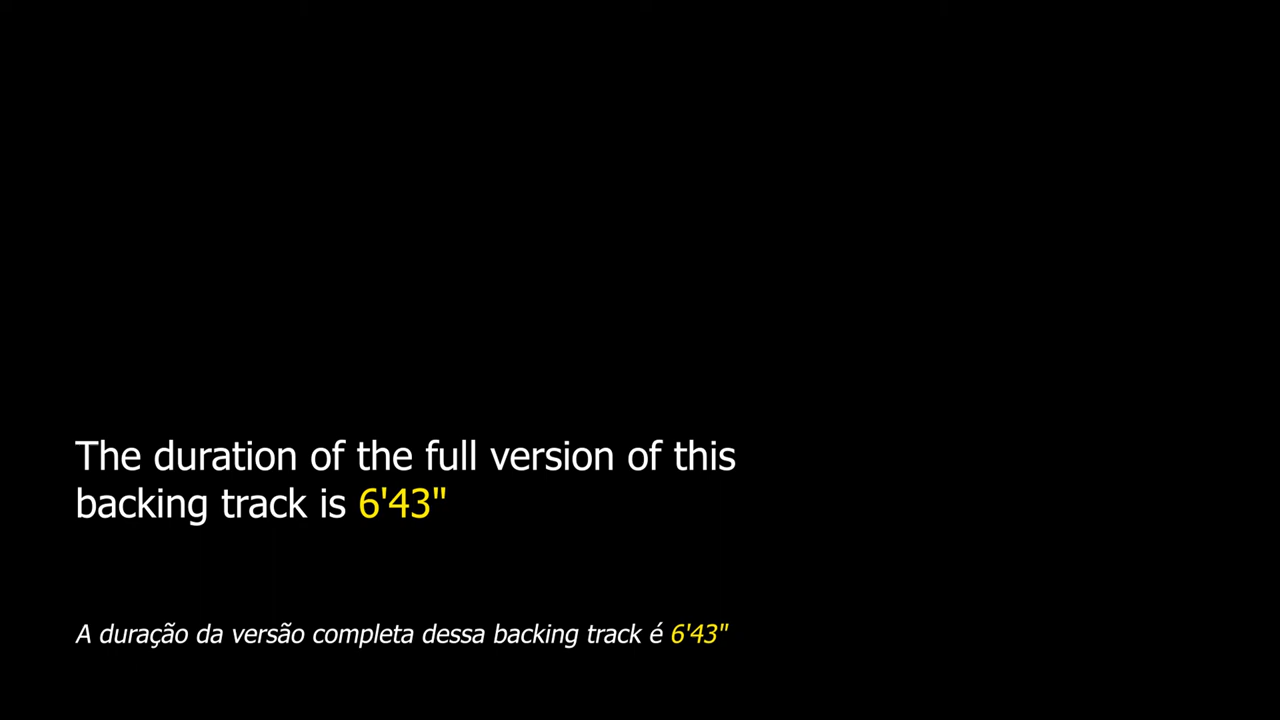 The duration of the full version of this
backing track is 6'43"
A duração da versão completa dessa backing track é 6'43"